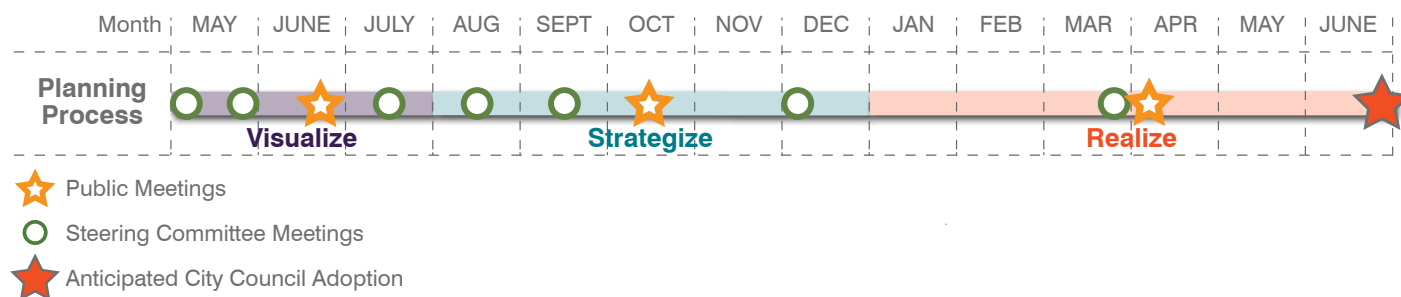 Month MAY JUNE JULY AUG SEPT OCT NOV DEC JAN FEB MAR APR MAY JUNE
Planning
Process
Visualize Strategize Realize
Public Meetings
Steering Committee Meetings
Anticipated City Council Adoption